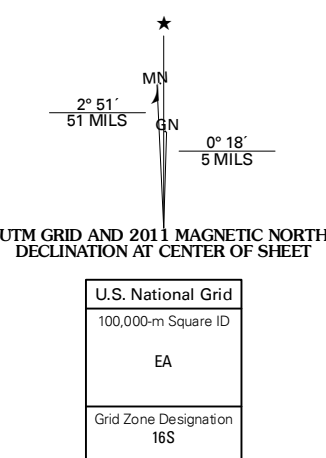 ★
MN
2° 51´
51 MILS
GN
0° 18´
5 MILS
UTM GRID AND 2011 MAGNETIC NORTH
DECLINATION AT CENTER OF SHEET
U.S. National Grid
100,000-m Square ID
EA
Grid Zone Designation
16S